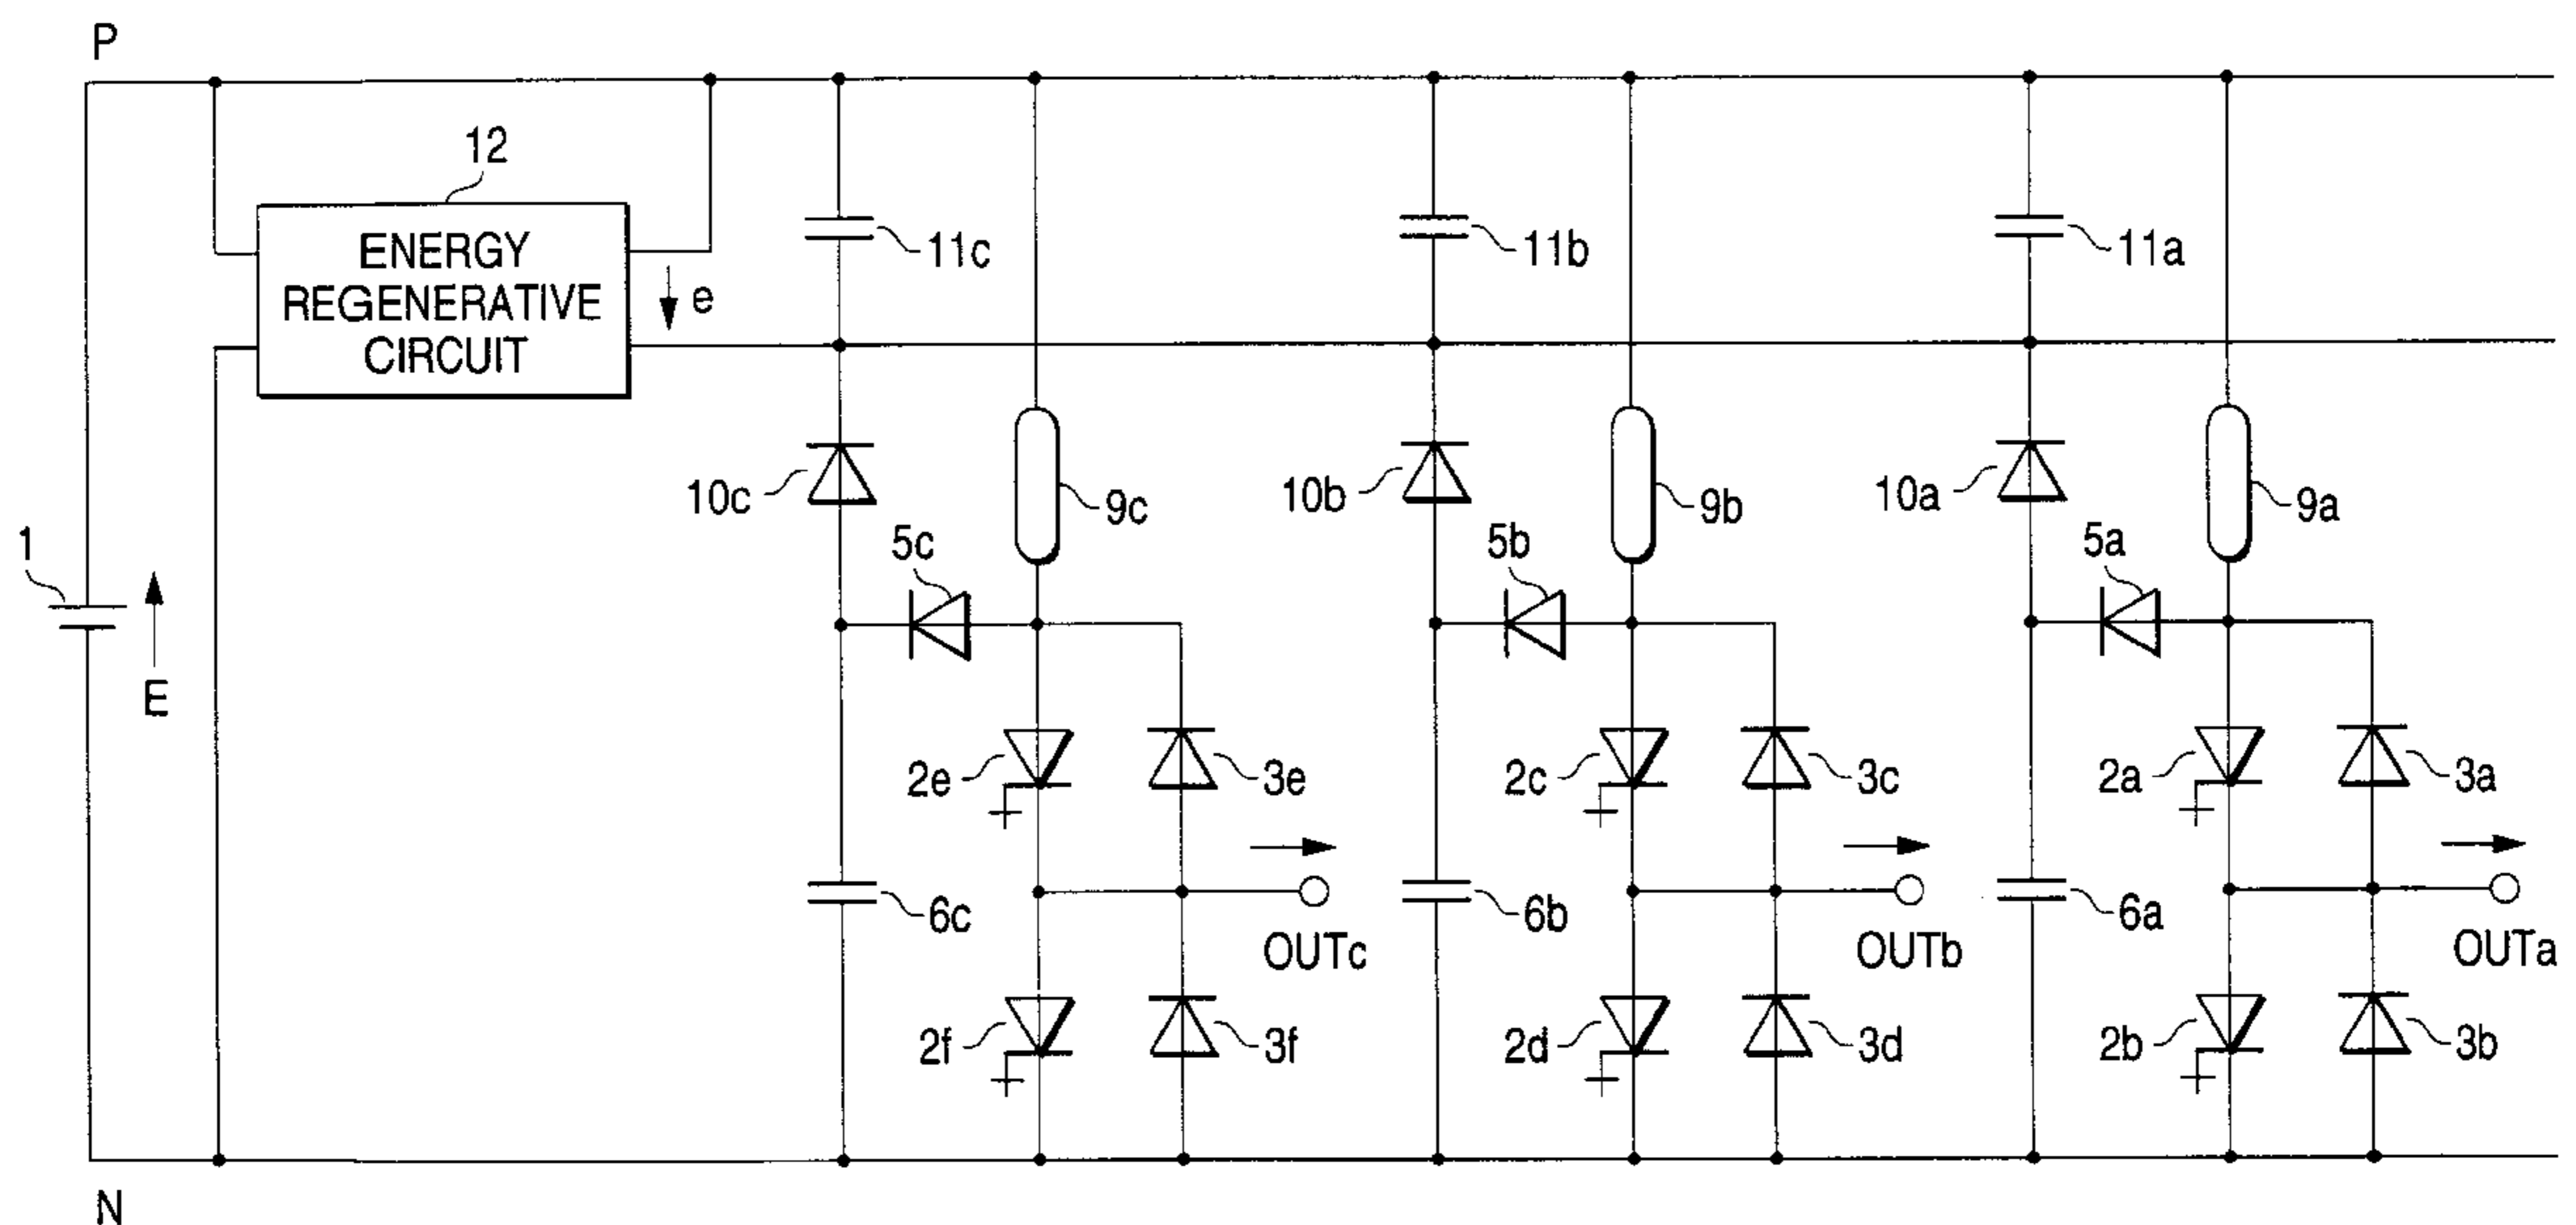 P
12
ENERGY
REGENERATIVE
CIRCUIT
e
11c
11b
11a
10c
9c
10b
9b
10a
9a
1
E
5c
5b
5a
2e
3e
2c
3c
2a
3a
6c
OUTc
6b
OUTb
6a
OUTa
2f
3f
2d
3d
2b
3b
N